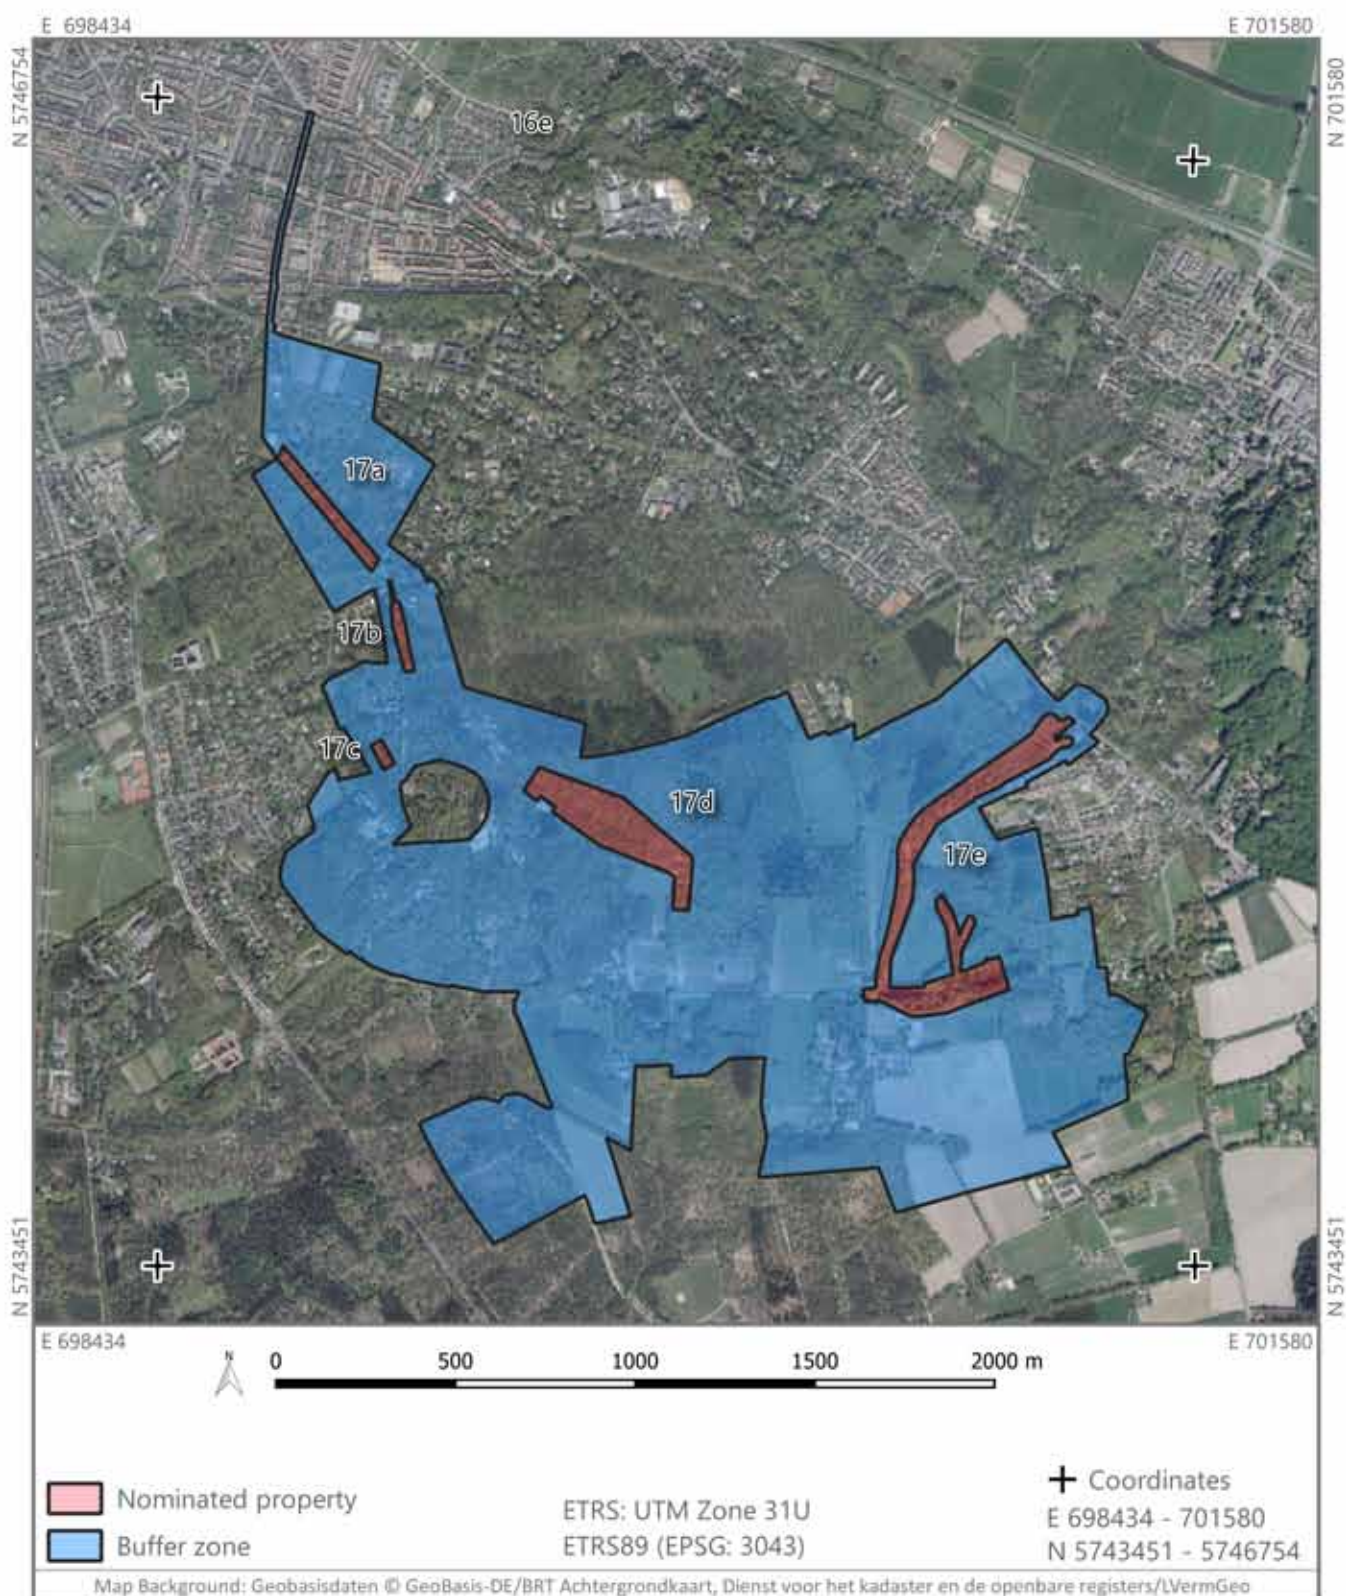 E 698434
E 701580
N 5746754
N 701580
16e
17a
17b
17c
17d
17e
N 5743451
N 5743451
E 698434
E 701580
N
0 500 1000 1500 2000 m
Nominated property
Buffer zone
ETRS: UTM Zone 31U
ETRS89 (EPSG: 3043)
Coordinates
E 698434 - 701580
N 5743451 - 5746754
Map Background: Geobasisdaten © GeoBasis-DE/BRT Achtergrondkaart, Dienst voor het kadaster en de openbare registers/LVermGeo